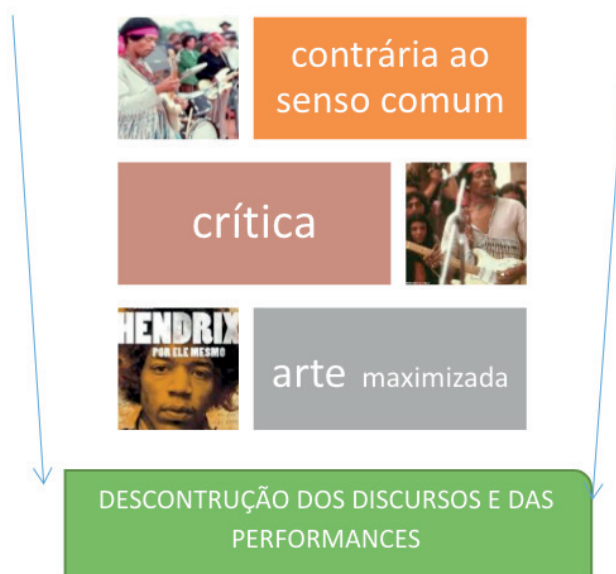 contrária ao
senso comum
crítica
HENDRIX
POR ELE MESMO
arte maximizada
DESCONTRUÇÃO DOS DISCURSOS E DAS
PERFORMANCES